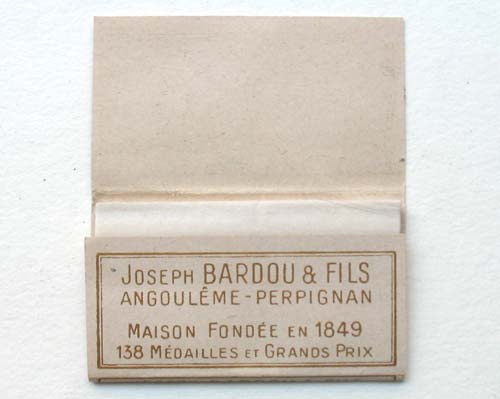 JOSEPH BARDOU & FILS
ANGOULÊME-PERPIGNAN
MAISON FONDÉE EN 1849
138 MÉDAILLES ET GRANDS PRIX